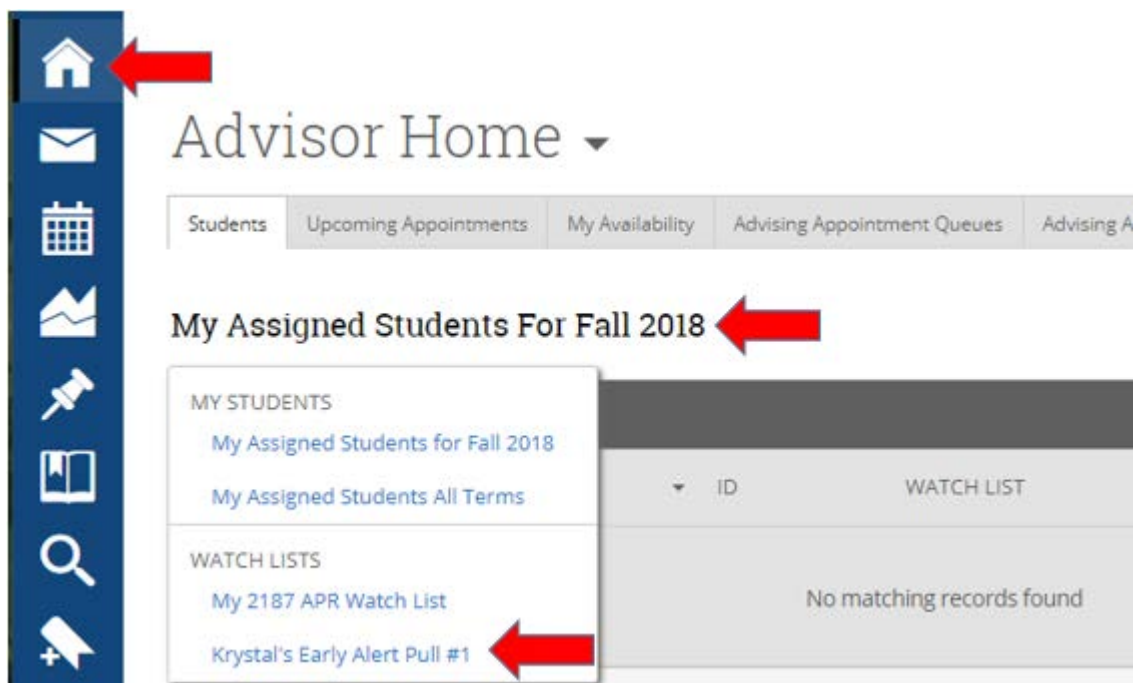 Advisor Home
Students Upcoming Appointments My Availability Advising Appointment Queues Advising A
My Assigned Students For Fall 2018
MY STUDENTS
My Assigned Students for Fall 2018
My Assigned Students All Terms
ID WATCH LIST
WATCH LISTS
My 2187 APR Watch List
No matching records found
Krystal's Early Alert Pull #1